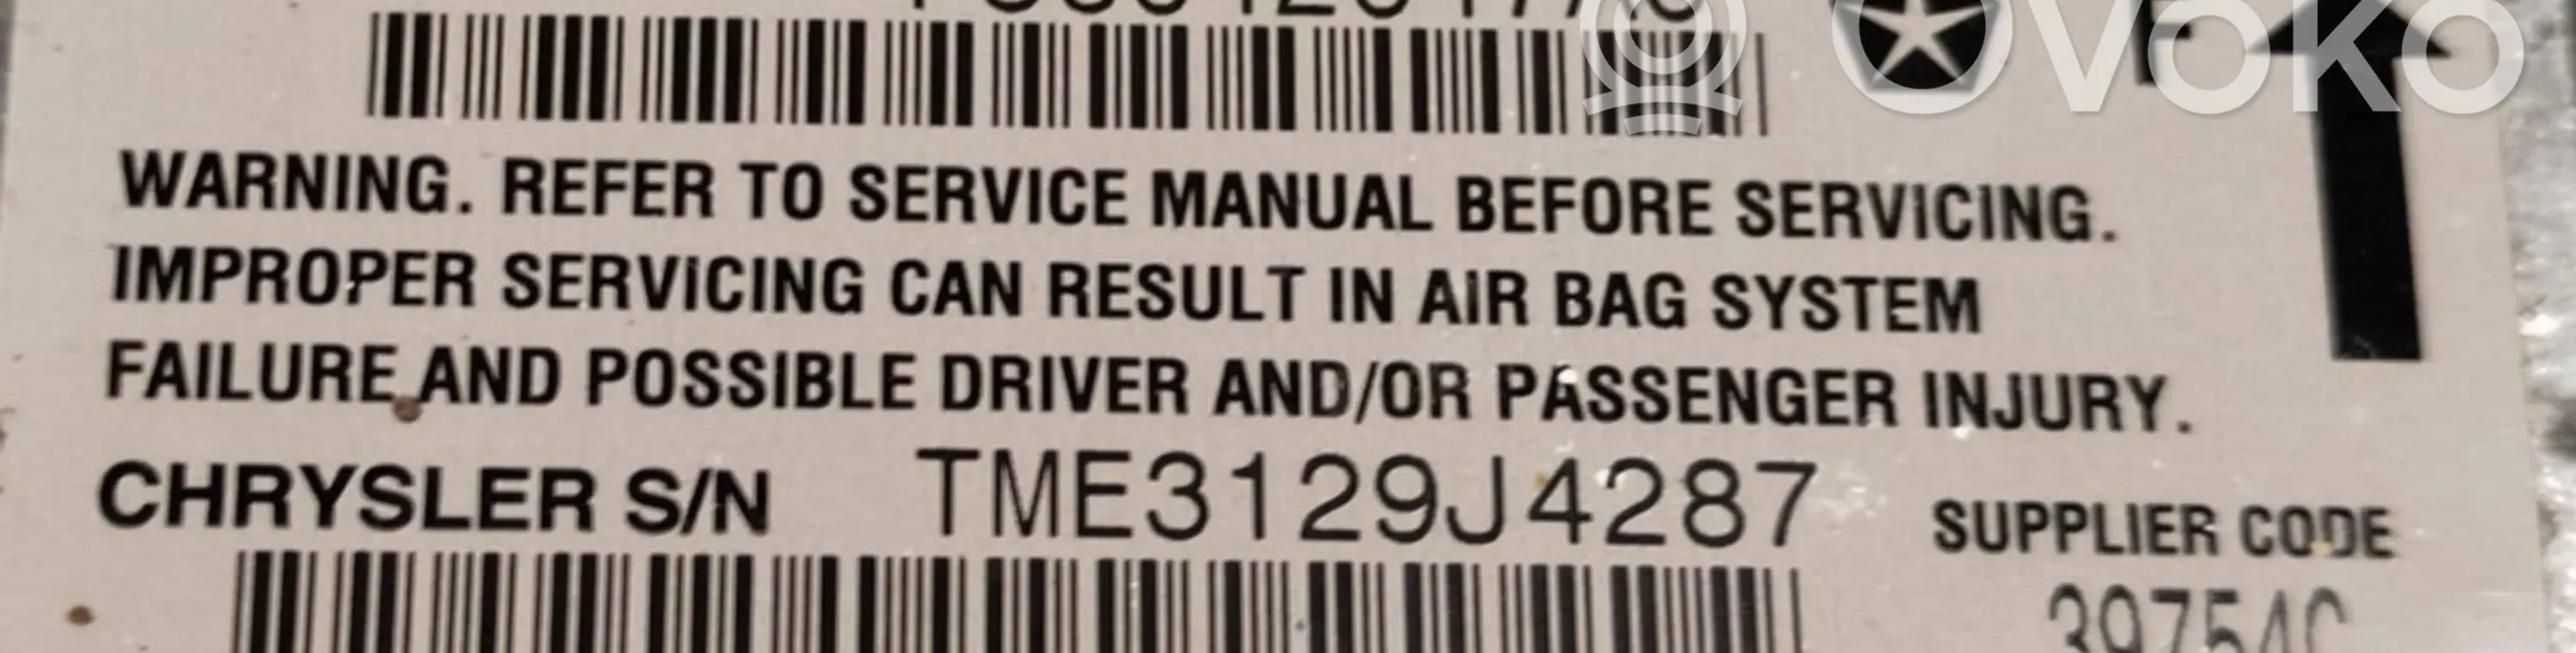 OVOKO
WARNING. REFER TO SERVICE MANUAL BEFORE SERVICING.
IMPROPER SERVICING CAN RESULT IN AIR BAG SYSTEM
FAILURE AND POSSIBLE DRIVER AND/OR PASSENGER INJURY.
CHRYSLER S/N TME3129J4287
SUPPLIER CODE